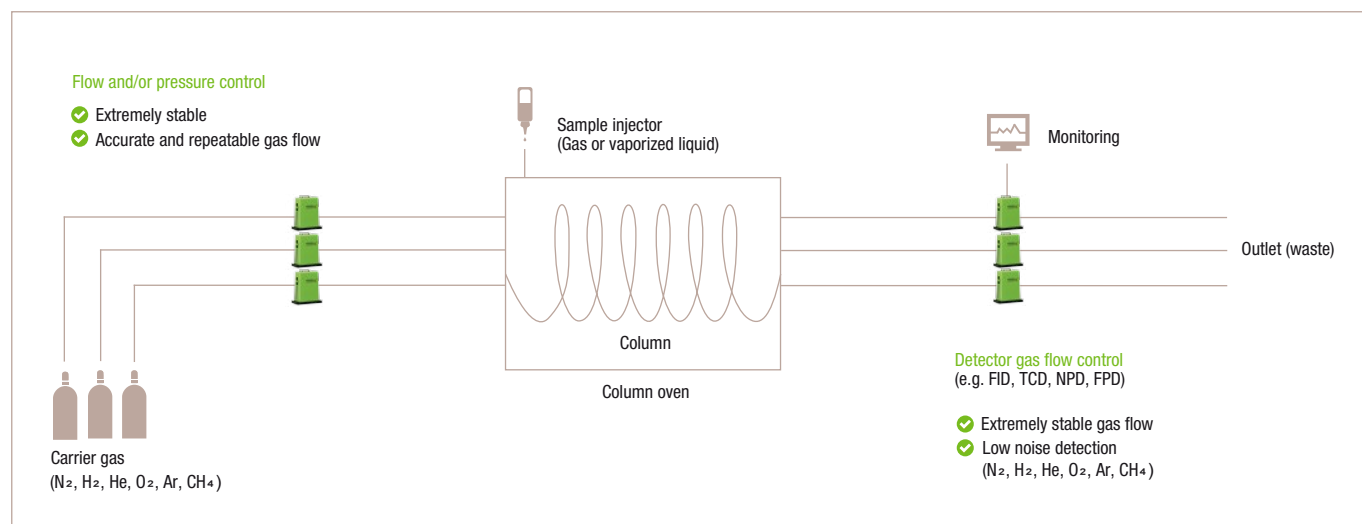 Flow and/or pressure control
Extremely stable
Accurate and repeatable gas flow
Sample injector
(Gas or vaporized liquid)
Monitoring
Outlet (waste)
Column
Column oven
Carrier gas
(N₂, H₂, He, O₂, Ar, CH₄)
Detector gas flow control
(e.g. FID, TCD, NPD, FPD)
Extremely stable gas flow
Low noise detection
(N₂, H₂, He, O₂, Ar, CH₄)